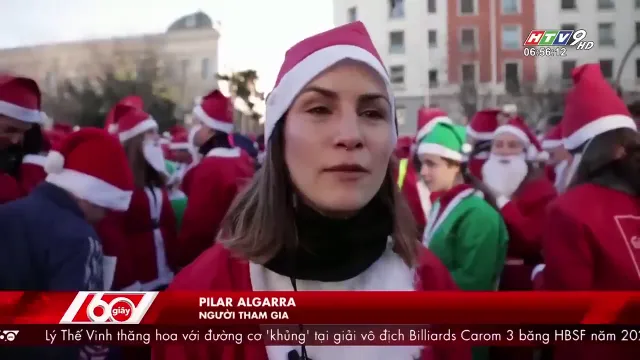 HTV9 HD
06:56:12
PILAR ALGARRA
60 giây
NGƯỜI THAM GIA
Lý Thế Vinh thăng hoa với đường cơ 'khủng' tại giải vô địch Billiards Carom 3 băng HBSF năm 20